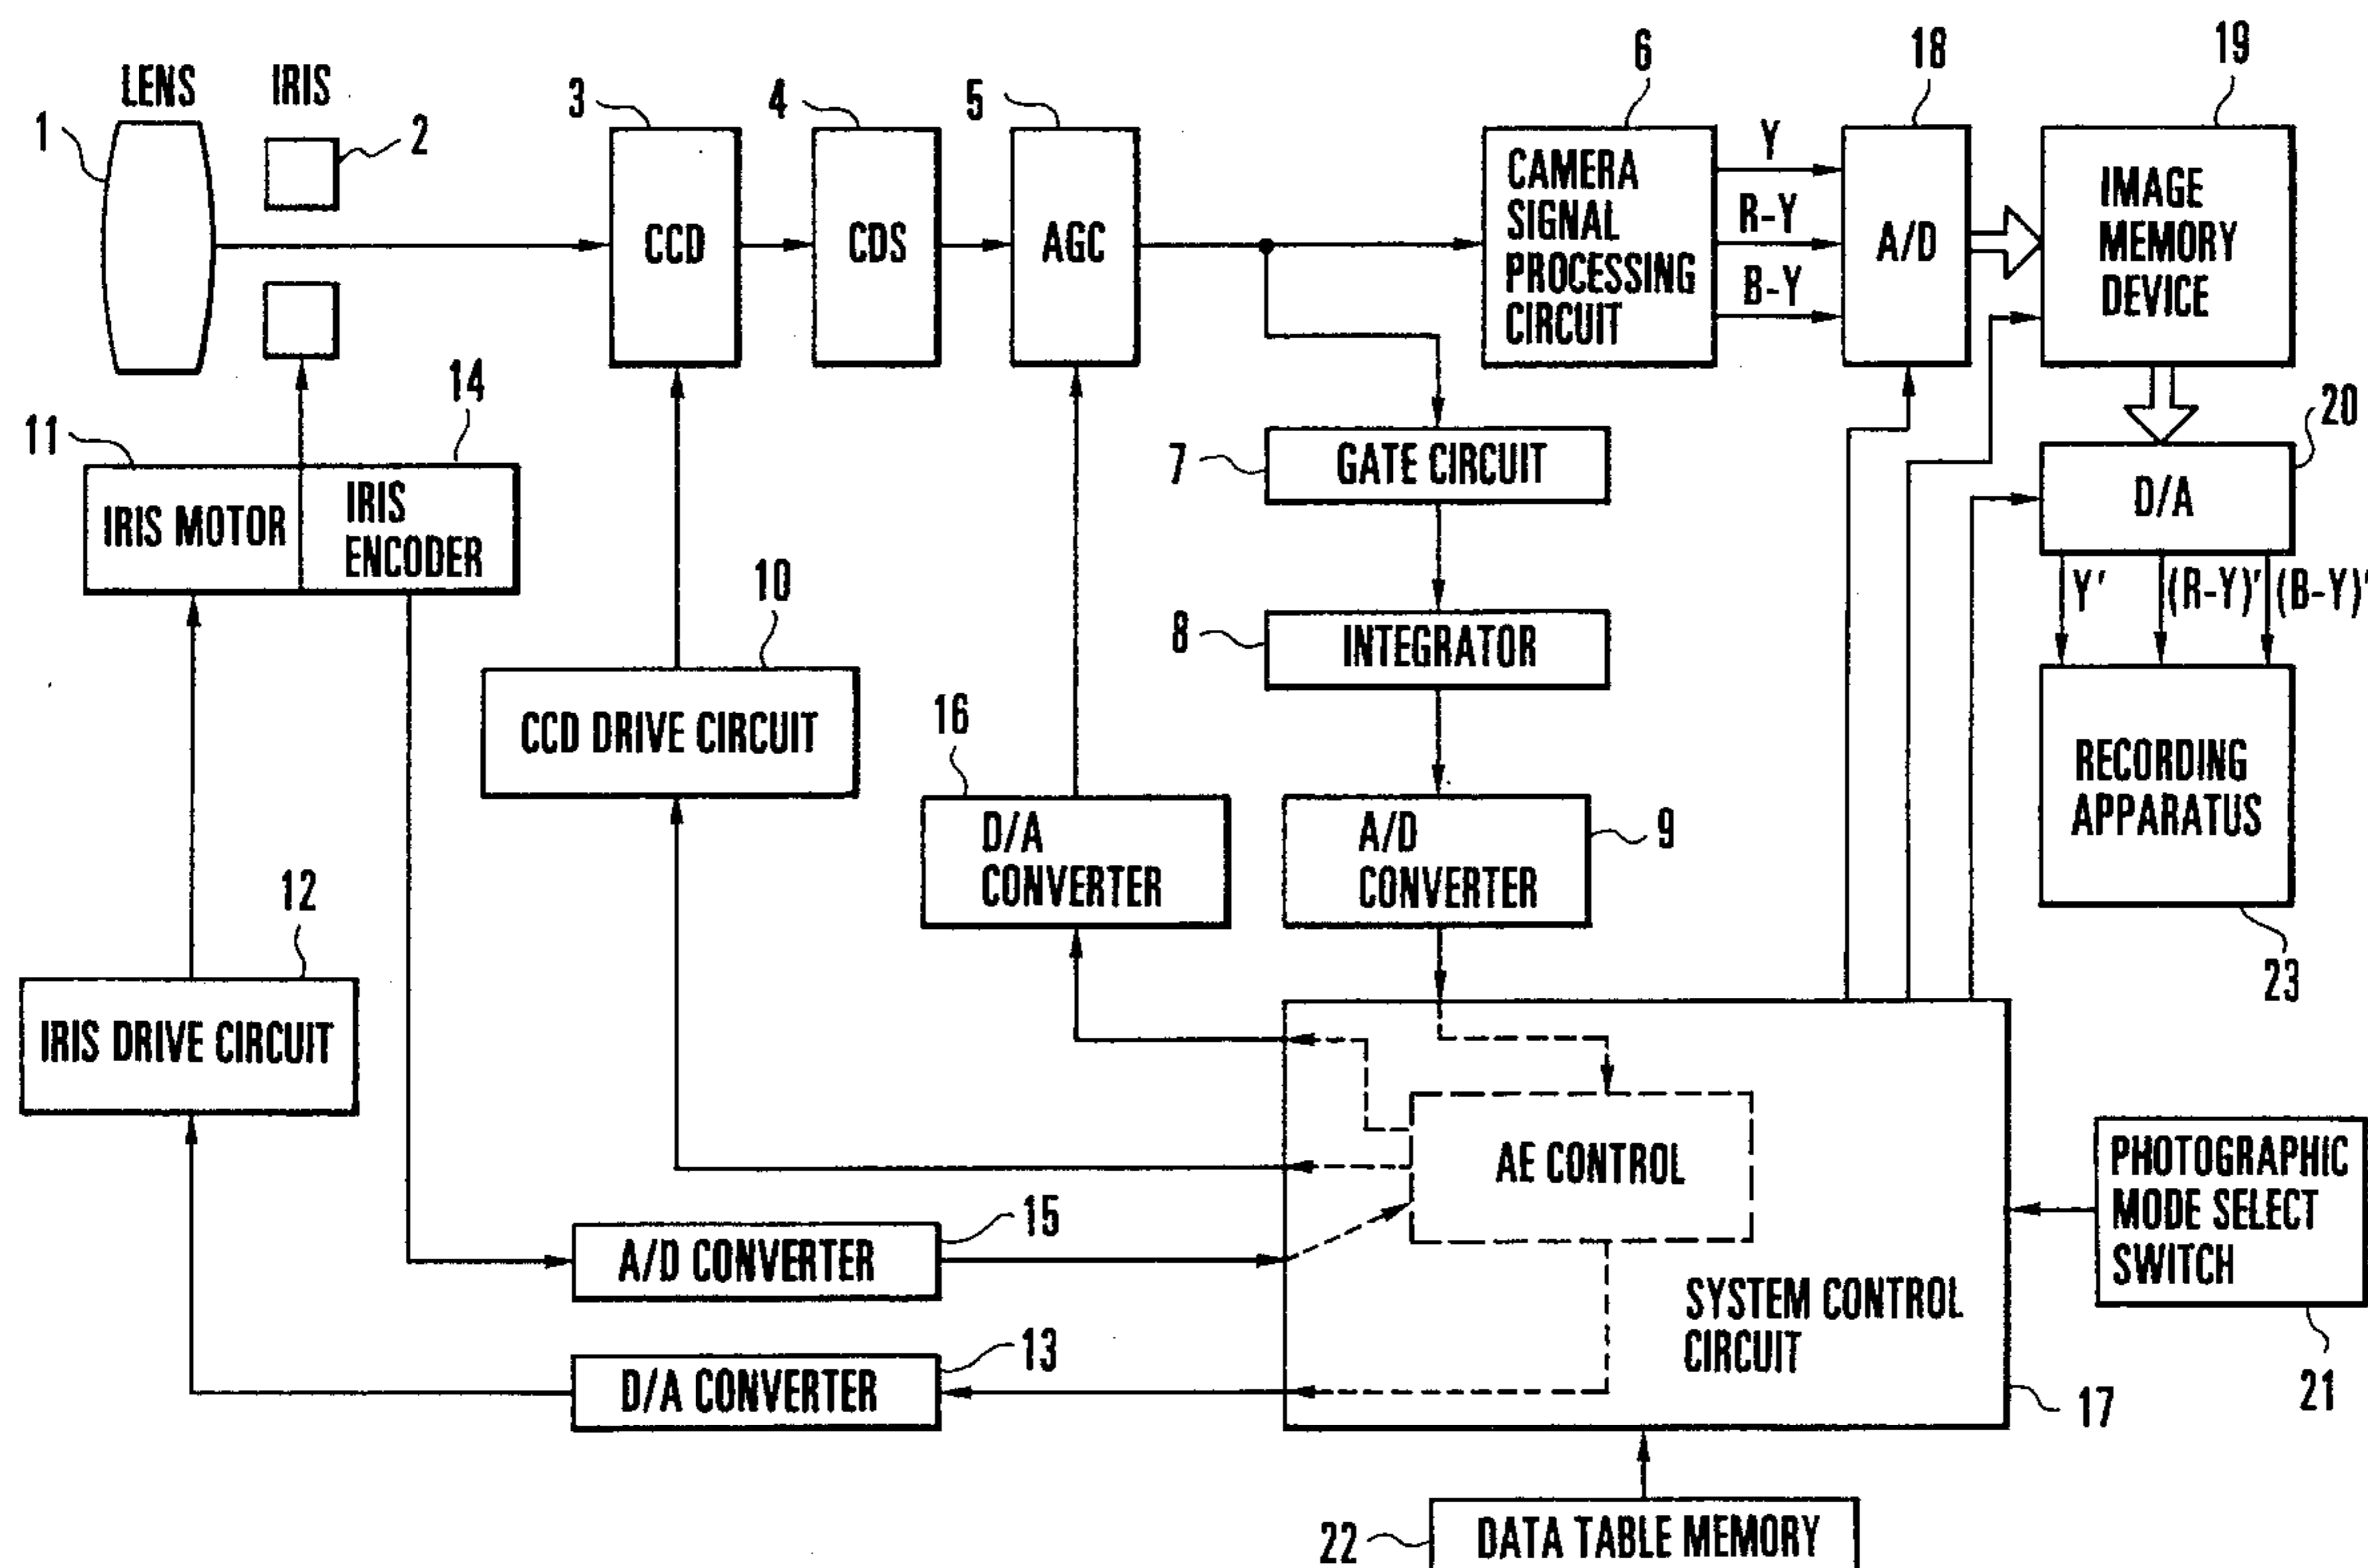 LENS
IRIS
1
2
3
4
5
6
18
19
CCD
CDS
AGC
CAMERA
SIGNAL
PROCESSING
CIRCUIT
Y
R-Y
B-Y
A/D
IMAGE
MEMORY
DEVICE
11
14
IRIS MOTOR
IRIS
ENCODER
7
GATE CIRCUIT
20
D/A
Y'
(R-Y)'
(B-Y)'
10
CCD DRIVE CIRCUIT
8
INTEGRATOR
16
D/A
CONVERTER
A/D
CONVERTER
9
RECORDING
APPARATUS
23
12
IRIS DRIVE CIRCUIT
AE CONTROL
SYSTEM CONTROL
CIRCUIT
17
PHOTOGRAPHIC
MODE SELECT
SWITCH
21
15
A/D CONVERTER
13
D/A CONVERTER
22
DATA TABLE MEMORY